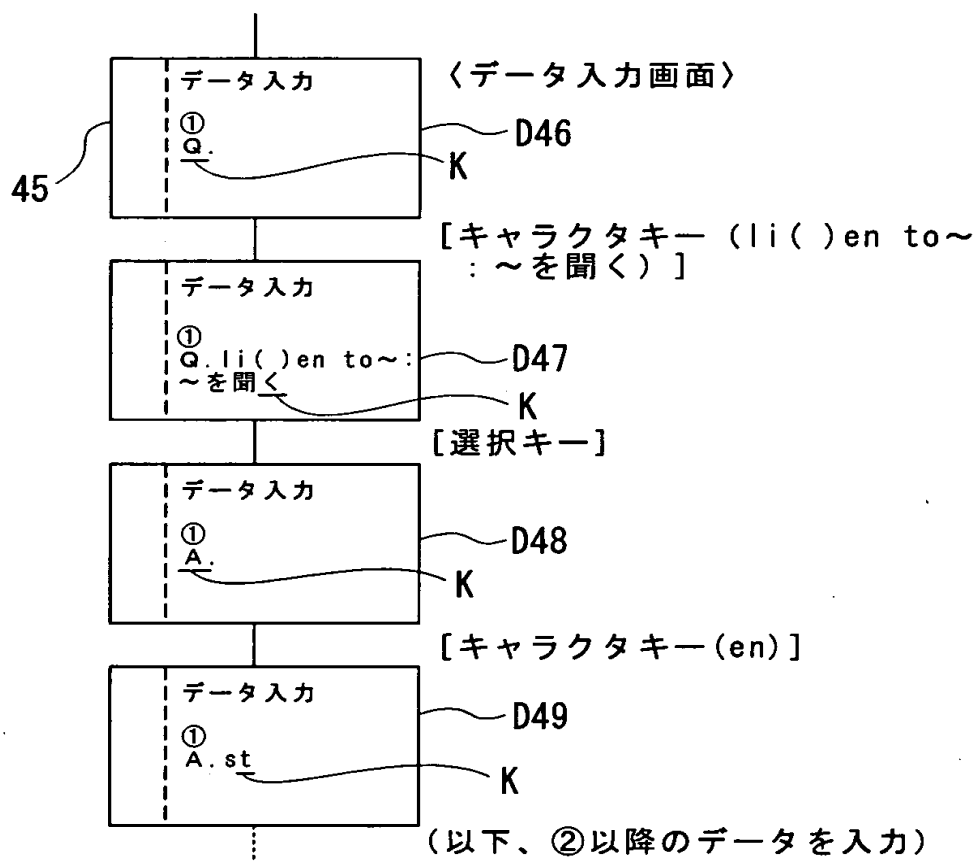 データ入力
〈データ入力画面〉
①
Q.
D46
K
45
[キャラクタキー (li( )en to～
:～を聞く) ]
データ入力
①
Q.li( )en to～:
～を聞く
D47
K
[選択キー]
データ入力
①
A.
D48
K
[キャラクタキー(en)]
データ入力
①
A.st
D49
K
(以下、②以降のデータを入力)